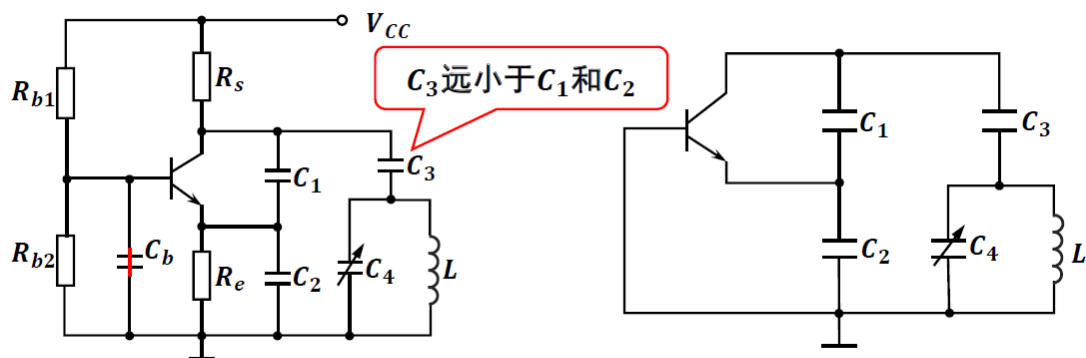 V_CC
R_b1
R_s
C_3远小于C_1和C_2
C_1
C_3
R_b2
C_b
R_e
C_2
C_4
L
C_1
C_3
C_2
C_4
L